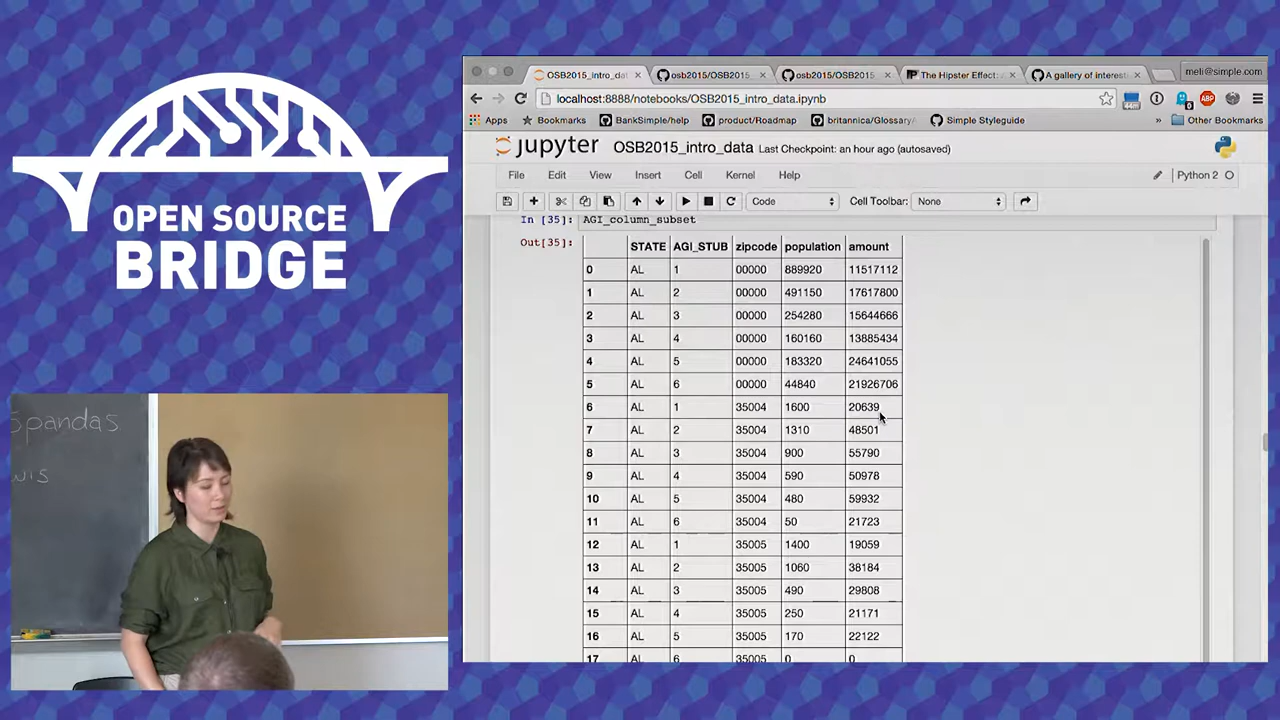 OPEN SOURCE
BRIDGE
Spandas
OSB2015_intro_da ×
osb2015/OSB2015_ ×
osb2015/OSB2015_ ×
The Hipster Effect: ×
A gallery of interest ×
meli@simple.com
localhost:8888/notebooks/OSB2015_intro_data.ipynb
Apps Bookmarks BankSimple/help product/Roadmap britannica/Glossary Simple Styleguide » Other Bookmarks
jupyter OSB2015_intro_data Last Checkpoint: an hour ago (autosaved)
File Edit View Insert Cell Kernel Help Python 2
Code Cell Toolbar: None
In [35]: AGI_column_subset
Out[35]:
STATE AGI_STUB zipcode population amount
0 AL 1 00000 889920 11517112
1 AL 2 00000 491150 17617800
2 AL 3 00000 254280 15644666
3 AL 4 00000 160160 13885434
4 AL 5 00000 183320 24641055
5 AL 6 00000 44840 21926706
6 AL 1 35004 1600 20639
7 AL 2 35004 1310 48501
8 AL 3 35004 900 55790
9 AL 4 35004 590 50978
10 AL 5 35004 480 59932
11 AL 6 35004 50 21723
12 AL 1 35005 1400 19059
13 AL 2 35005 1060 38184
14 AL 3 35005 490 29808
15 AL 4 35005 250 21171
16 AL 5 35005 170 22122
17 AL 6 35005 0 0